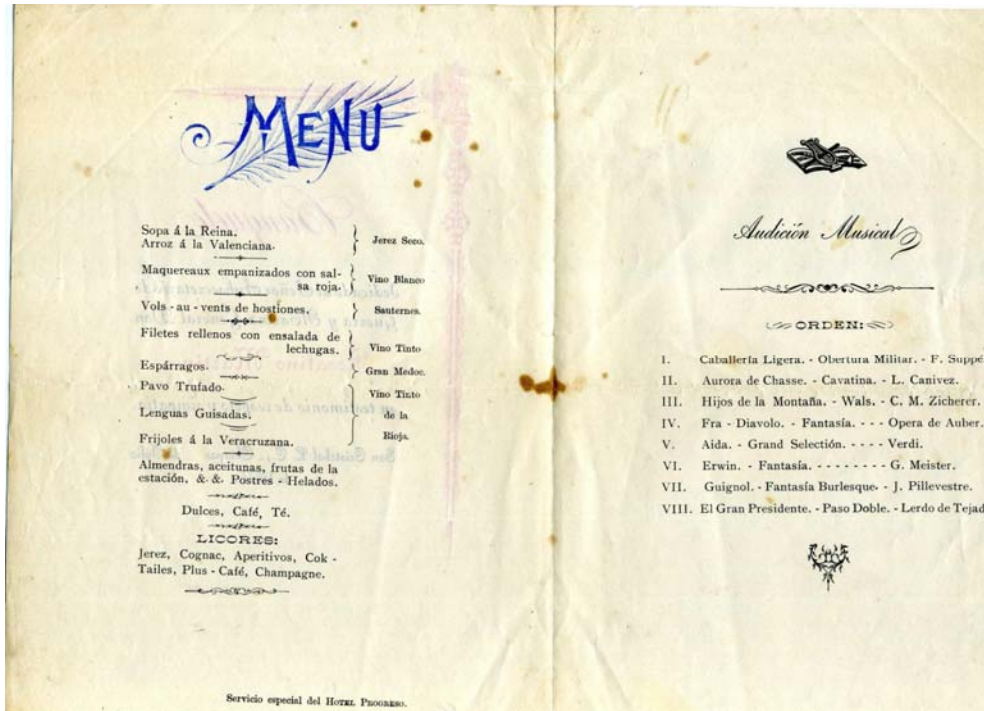 MENU
Sopa á la Reina.
Arroz á la Valenciana.
Jerez Seco.
Maquereaux empanizados con sal-
sa roja.
Vino Blanco
Vols - au - vents de hostiones.
Sauternes.
Filetes rellenos con ensalada de
lechugas.
Vino Tinto
Espárragos.
Gran Medoc.
Pavo Trufado.
Lenguas Guisadas.
Frijoles á la Veracruzana.
Vino Tinto
de la
Rioja.
Almendras, aceitunas, frutas de la
estación, &. &. Postres - Helados.
Dulces, Café, Té.
LICORES:
Jerez, Cognac, Aperitivos, Cok -
Tailes, Plus - Café, Champagne.
Servicio especial del HOTEL PROGRESO.
Audición Musical
ORDEN:
I. Caballería Ligera. - Obertura Militar. - F. Suppé
II. Aurora de Chasse. - Cavatina. - L. Canivez.
III. Hijos de la Montaña. - Wals. - C. M. Zicherer.
IV. Fra - Diavolo. - Fantasía. - - - Opera de Auber.
V. Aida. - Grand Selectión. - - - - - Verdi.
VI. Erwin. - Fantasía. - - - - - - - - G. Meister.
VII. Guignol. - Fantasía Burlesque. - J. Pillevestre.
VIII. El Gran Presidente. - Paso Doble. - Lerdo de Tejad